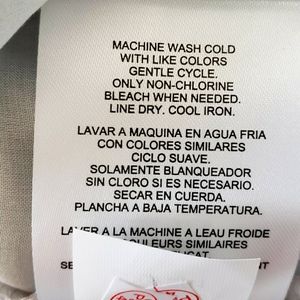 MACHINE WASH COLD
WITH LIKE COLORS
GENTLE CYCLE.
ONLY NON-CHLORINE
BLEACH WHEN NEEDED.
LINE DRY. COOL IRON.
LAVAR A MAQUINA EN AGUA FRIA
CON COLORES SIMILARES
CICLO SUAVE.
SOLAMENTE BLANQUEADOR
SIN CLORO SI ES NECESARIO.
SECAR EN CUERDA.
PLANCHA A BAJA TEMPERATURA.
LAVER A LA MACHINE A LEAU FROIDE
SIMILAIRES